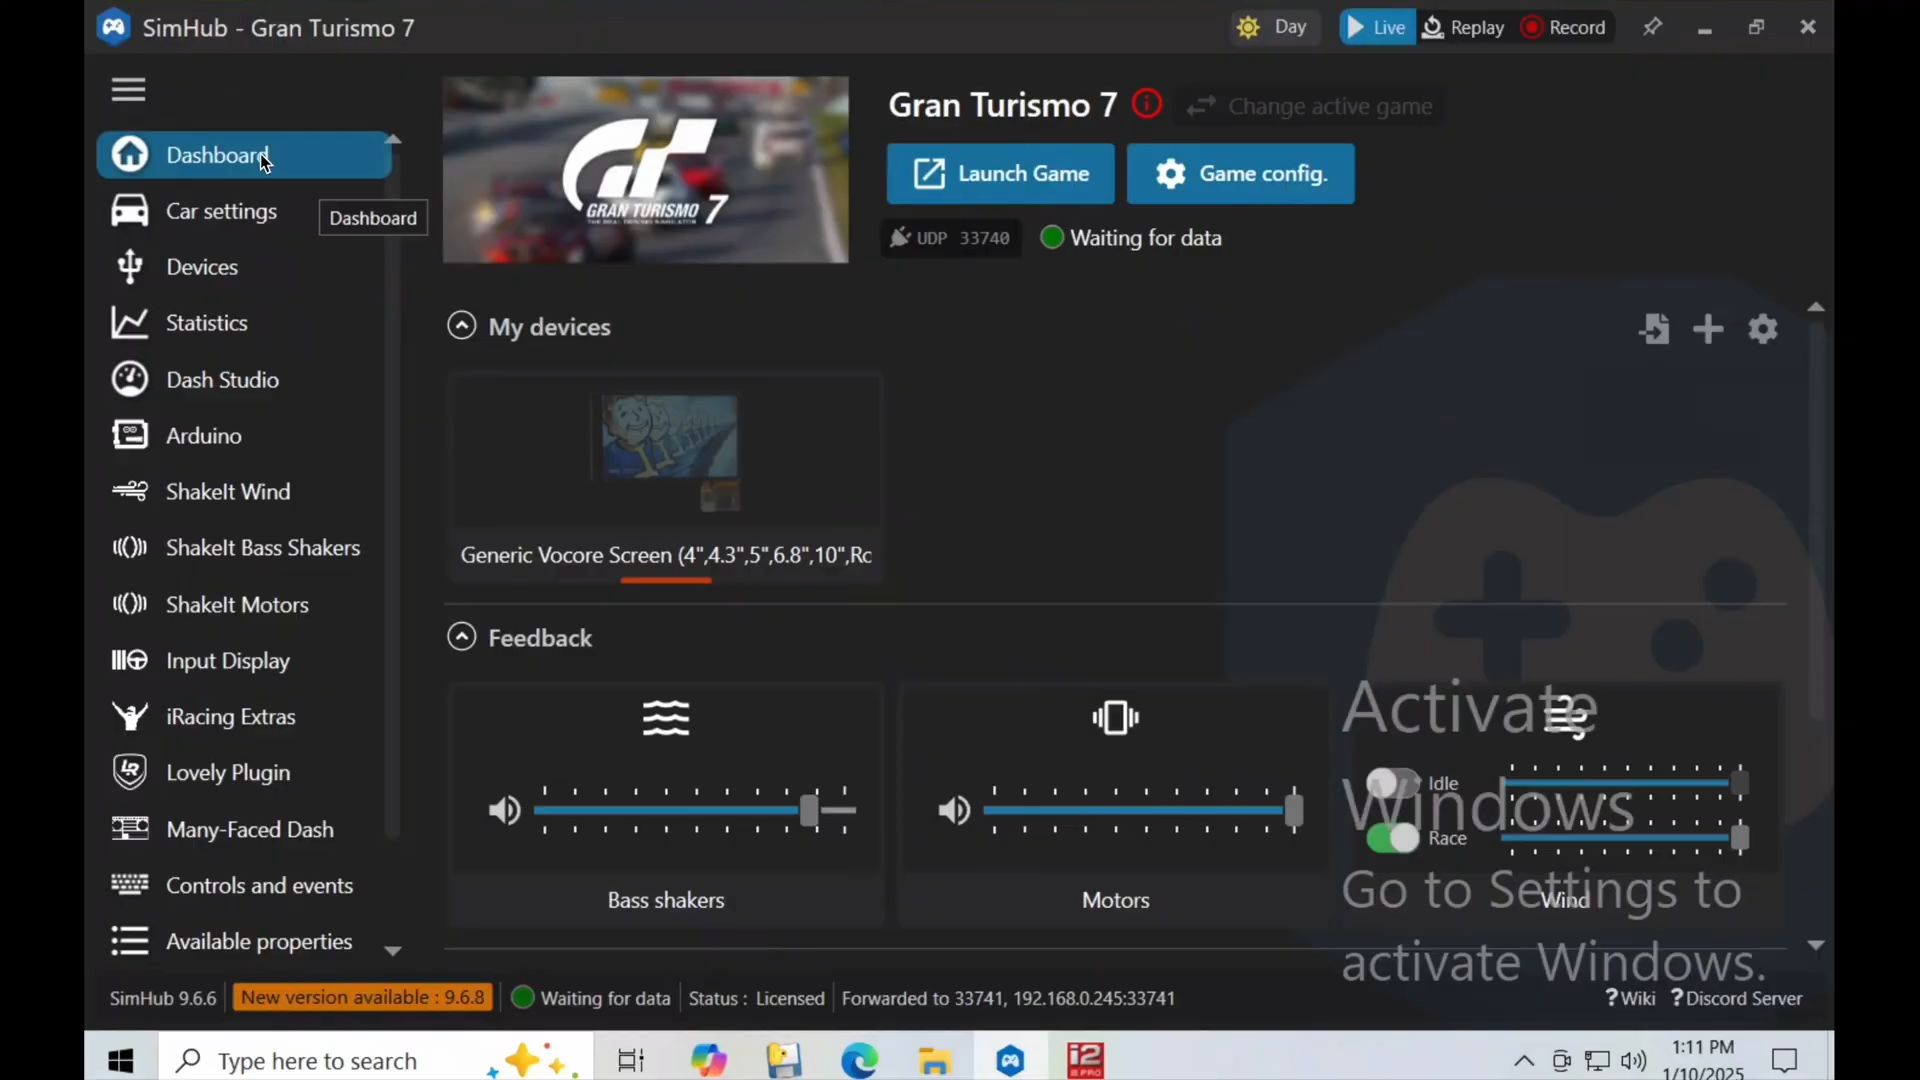 SimHub - Gran Turismo 7
Day
Live
Replay
Record
Dashboard
Car settings
Dashboard
Devices
Statistics
Dash Studio
Arduino
ShakeIt Wind
ShakeIt Bass Shakers
ShakeIt Motors
Input Display
iRacing Extras
Lovely Plugin
Many-Faced Dash
Controls and events
Available properties
GRAN TURISMO 7
Gran Turismo 7
Change active game
Launch Game
Game config.
UDP 33740
Waiting for data
My devices
Generic Vocore Screen (4",4.3",5",6.8",10",Rc
Feedback
Bass shakers
Motors
Idle
Race
Wind
Activate
Windows
Go to Settings to
activate Windows.
SimHub 9.6.6
New version available : 9.6.8
Waiting for data
Status : Licensed
Forwarded to 33741, 192.168.0.245:33741
?Wiki
?Discord Server
Type here to search
i2
PRO
1:11 PM
1/10/2025